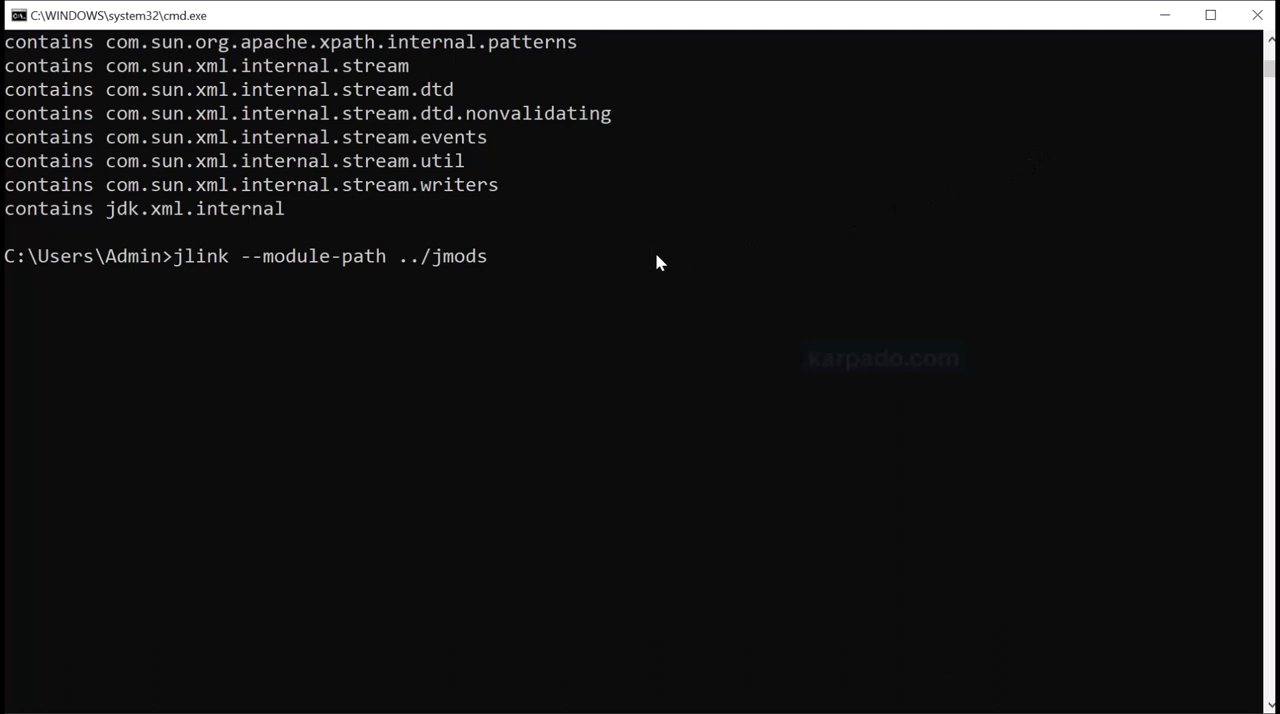 C:\WINDOWS\system32\cmd.exe
contains com.sun.org.apache.xpath.internal.patterns
contains com.sun.xml.internal.stream
contains com.sun.xml.internal.stream.dtd
contains com.sun.xml.internal.stream.dtd.nonvalidating
contains com.sun.xml.internal.stream.events
contains com.sun.xml.internal.stream.util
contains com.sun.xml.internal.stream.writers
contains jdk.xml.internal
C:\Users\Admin>jlink --module-path ../jmods
karpado.com